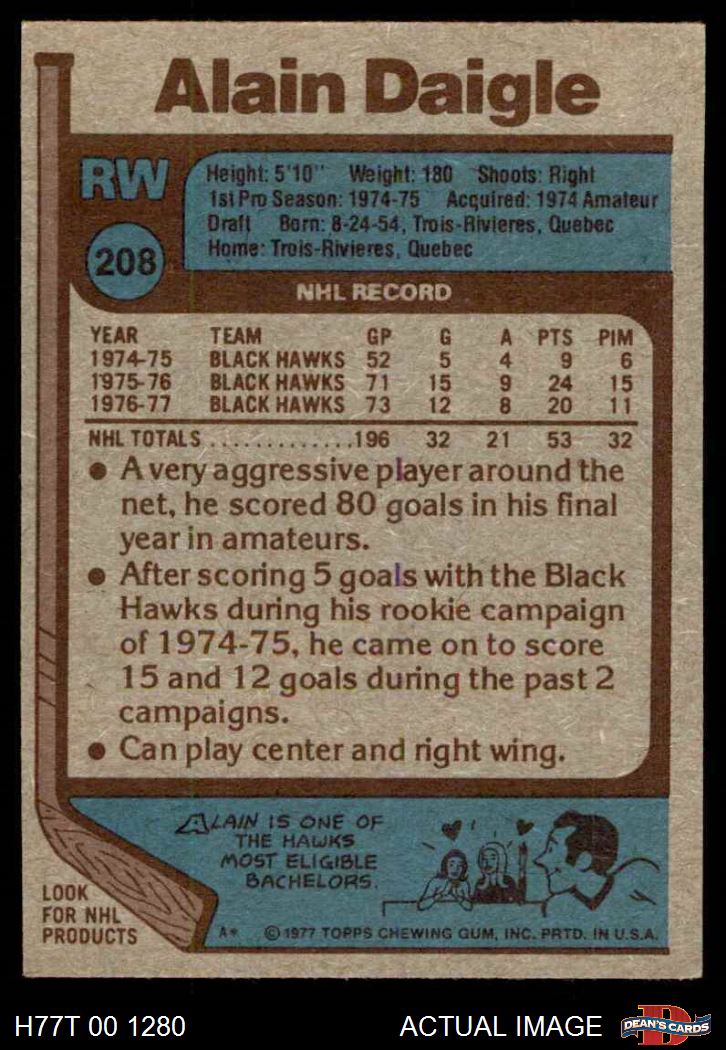 Alain Daigle
RW
208
Height: 5'10" Weight: 180 Shoots: Right
1st Pro Season: 1974-75 Acquired: 1974 Amateur
Draft Born: 8-24-54, Trois-Rivieres, Quebec
Home: Trois-Rivieres, Quebec
NHL RECORD
YEAR TEAM GP G A PTS PIM
1974-75 BLACK HAWKS 52 5 4 9 6
1975-76 BLACK HAWKS 71 15 9 24 15
1976-77 BLACK HAWKS 73 12 8 20 11
NHL TOTALS .............196 32 21 53 32
● A very aggressive player around the
net, he scored 80 goals in his final
year in amateurs.
● After scoring 5 goals with the Black
Hawks during his rookie campaign
of 1974-75, he came on to score
15 and 12 goals during the past 2
campaigns.
● Can play center and right wing.
ALAIN IS ONE OF
THE HAWKS
MOST ELIGIBLE
BACHELORS.
LOOK
FOR NHL
PRODUCTS
A* ©1977 TOPPS CHEWING GUM, INC. PRTD. IN U.S.A.
H77T 00 1280 ACTUAL IMAGE
D
DEAN'S CARDS